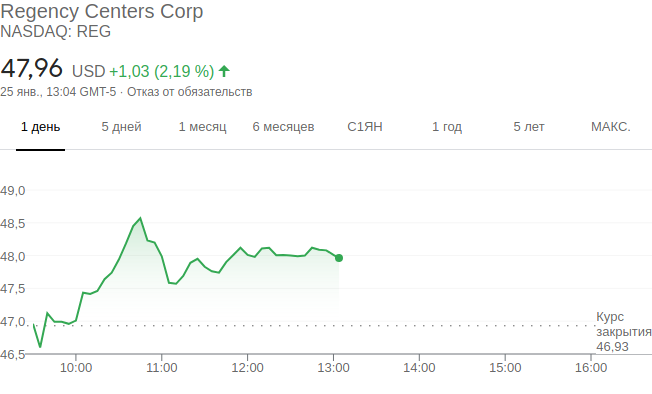 Regency Centers Corp
NASDAQ: REG
47,96 USD +1,03 (2,19 %)
25 янв., 13:04 GMT-5 · Отказ от обязательств
1 день 5 дней 1 месяц 6 месяцев С1ЯН 1 год 5 лет МАКС.
49,0
48,5
48,0
47,5
47,0
46,5
Курс
закрытия
46,93
10:00 11:00 12:00 13:00 14:00 15:00 16:00